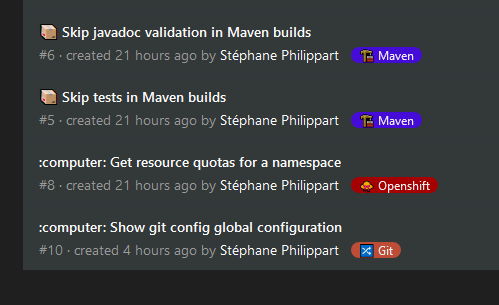 Skip javadoc validation in Maven builds
#6 · created 21 hours ago by Stéphane Philippart Maven
Skip tests in Maven builds
#5 · created 21 hours ago by Stéphane Philippart Maven
:computer: Get resource quotas for a namespace
#8 · created 21 hours ago by Stéphane Philippart Openshift
:computer: Show git config global configuration
#10 · created 4 hours ago by Stéphane Philippart Git